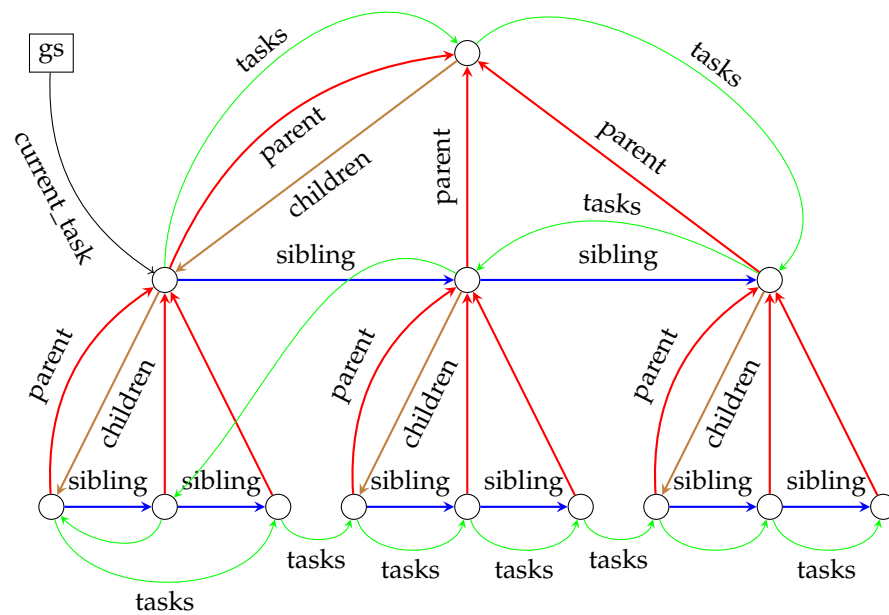 gs
tasks
tasks
parent
parent
parent
children
current_task
tasks
sibling
sibling
parent
children
parent
children
parent
children
sibling
sibling
sibling
sibling
sibling
sibling
tasks
tasks
tasks
tasks
tasks
tasks